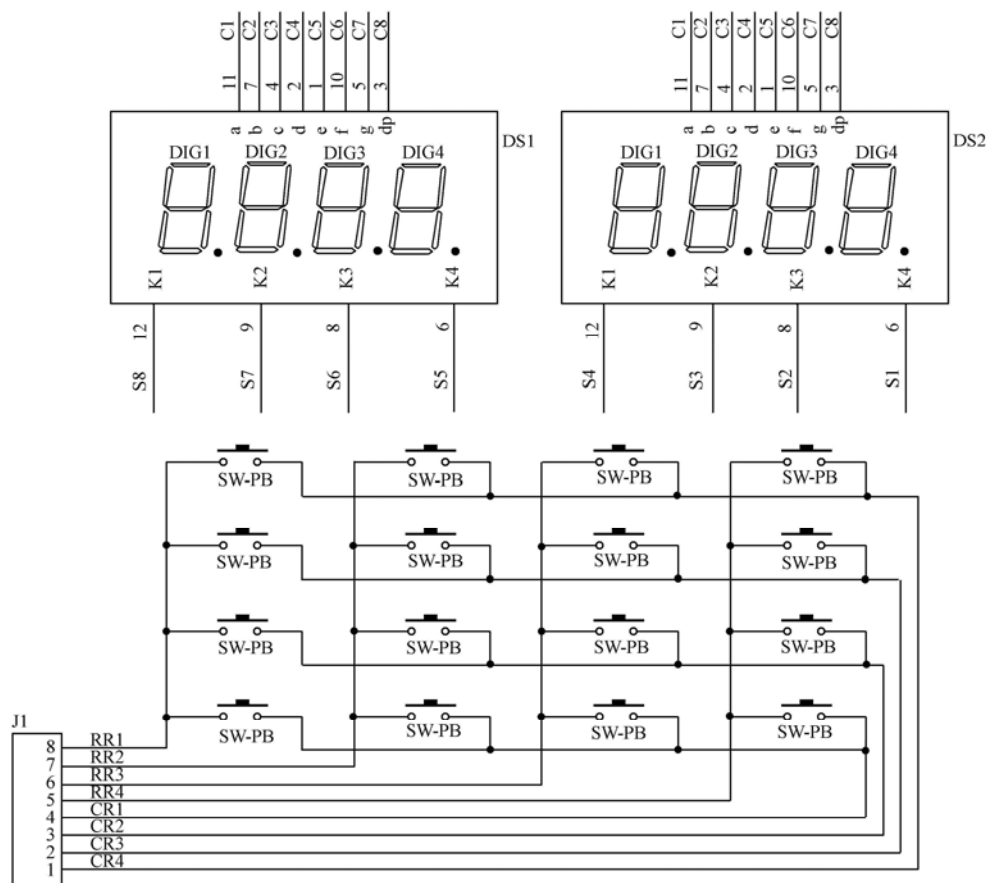 C1 C2 C3 C4 C5 C6 C7 C8 C1 C2 C3 C4 C5 C6 C7 C8
11 7 4 2 1 10 5 3 11 7 4 2 1 10 5 3
a b c d e f g dp a b c d e f g dp
DS1 DS2
DIG1 DIG2 DIG3 DIG4 DIG1 DIG2 DIG3 DIG4
K1 K2 K3 K4 K1 K2 K3 K4
12 9 8 6 12 9 8 6
S8 S7 S6 S5 S4 S3 S2 S1
SW-PB SW-PB SW-PB SW-PB
SW-PB SW-PB SW-PB SW-PB
SW-PB SW-PB SW-PB SW-PB
SW-PB SW-PB SW-PB SW-PB
J1
8 RR1
7 RR2
6 RR3
5 RR4
4 CR1
3 CR2
2 CR3
1 CR4